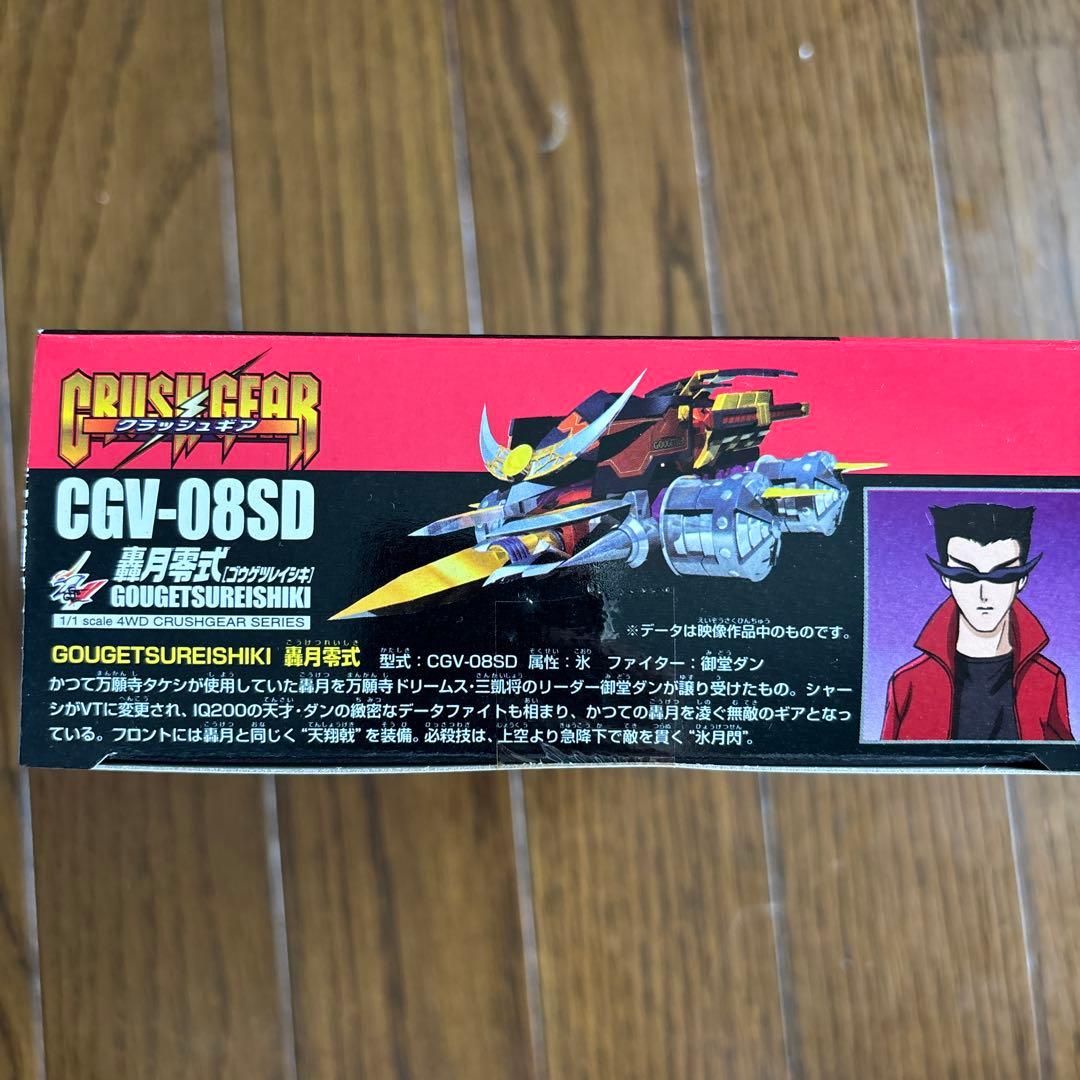 CRUSH GEAR
クラッシュギア
CGV-08SD
轟月零式[ゴウゲツレイシキ]
GOUGETSUREISHIKI
1/1 scale 4WD CRUSHGEAR SERIES
GOUGETSU
※データは映像作品中のものです。
GOUGETSUREISHIKI 轟月零式 型式：CGV-08SD 属性：氷 ファイター：御堂ダン
かつて万願寺タケシが使用していた轟月を万願寺ドリームス・三凱将のリーダー御堂ダンが譲り受けたもの。シャー
シがVTに変更され、IQ200の天才・ダンの緻密なデータファイトも相まり、かつての轟月を凌ぐ無敵のギアとなっ
ている。フロントには轟月と同じく“天翔戟”を装備。必殺技は、上空より急降下で敵を貫く“氷月閃”。